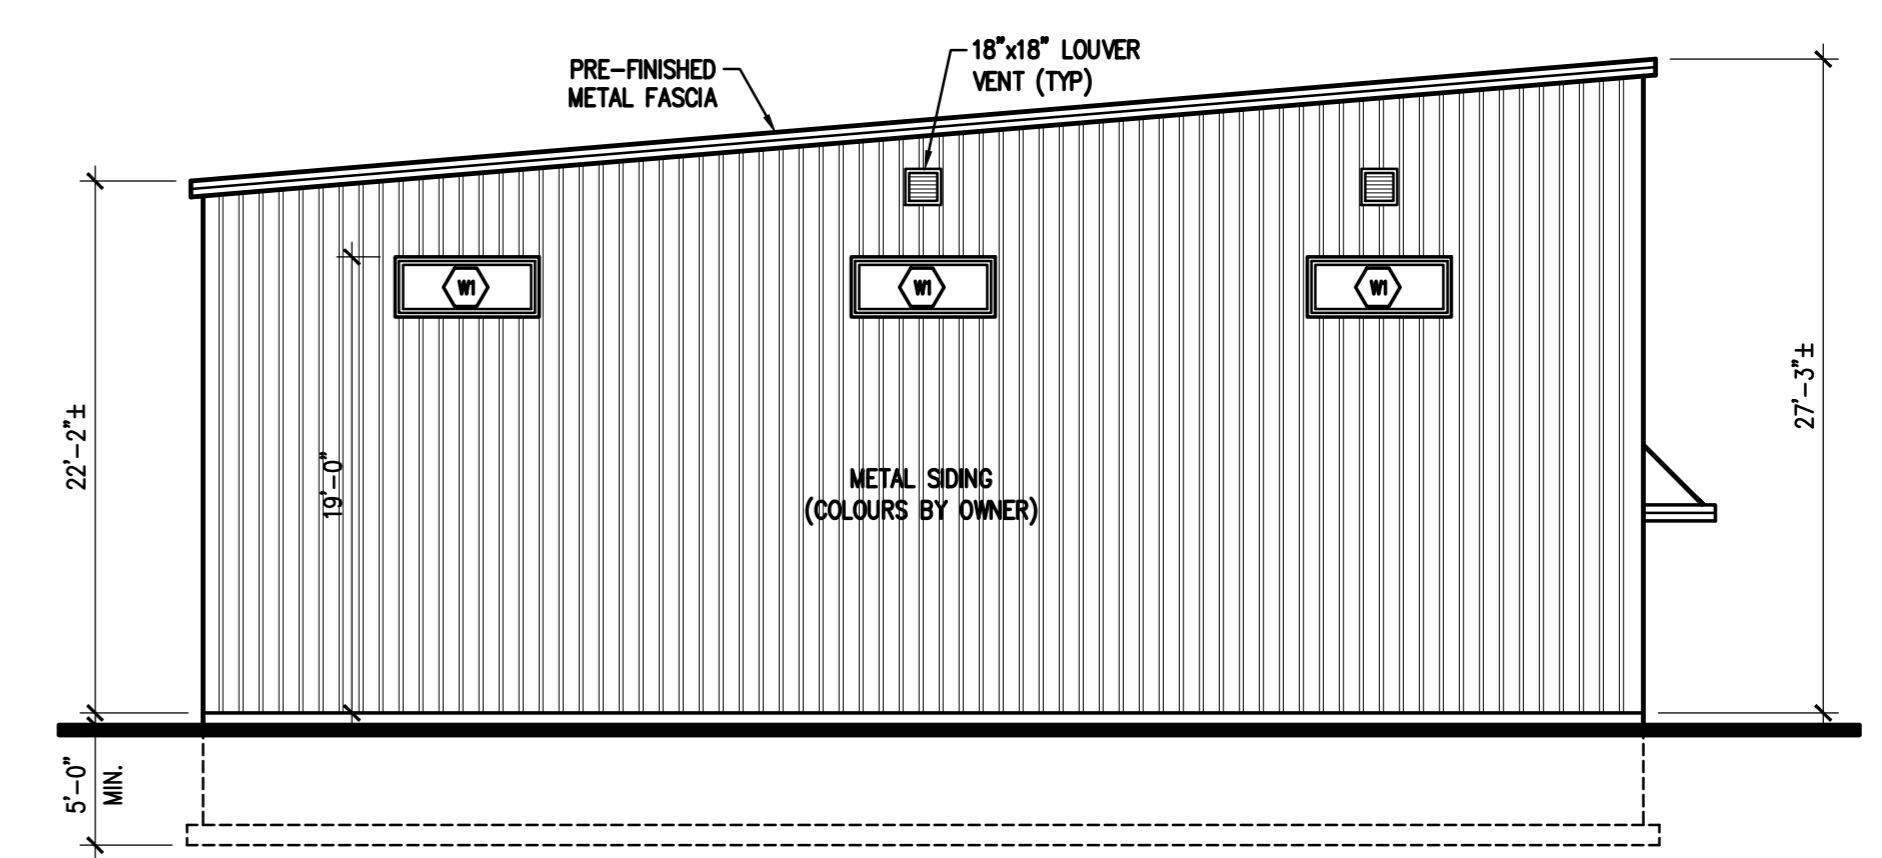 18"x18" LOUVER
VENT (TYP)
PRE-FINISHED
METAL FASCIA
W1
W1
W1
22'-2"±
19'-0"
27'-3"±
METAL SIDING
(COLOURS BY OWNER)
5'-0"
MIN.